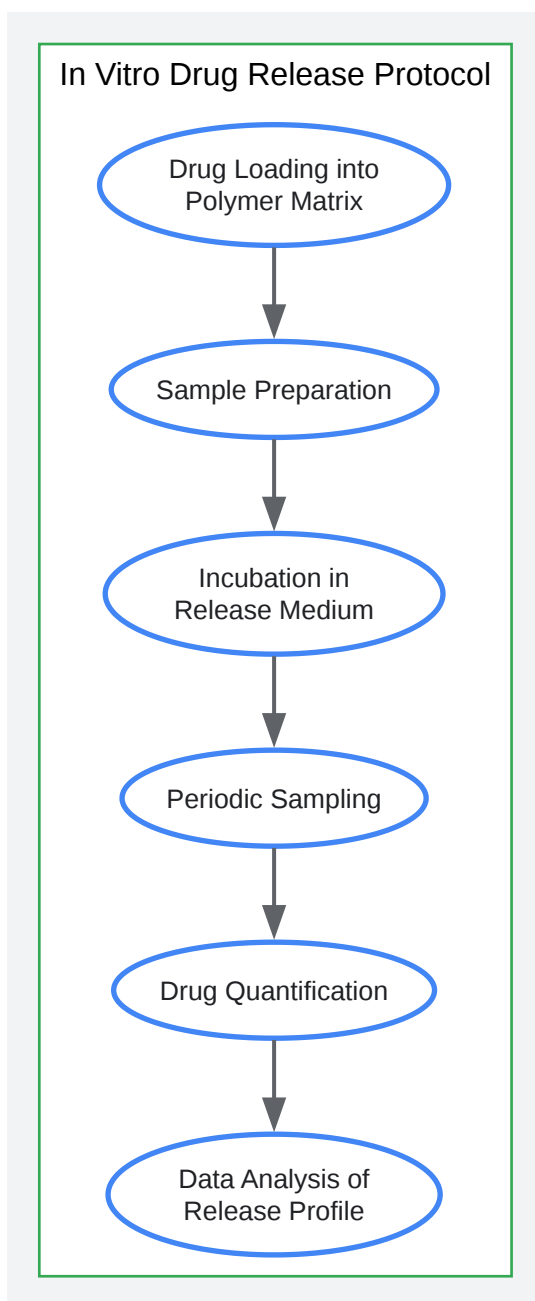 In Vitro Drug Release Protocol
Drug Loading into
Polymer Matrix
Sample Preparation
Incubation in
Release Medium
Periodic Sampling
Drug Quantification
Data Analysis of
Release Profile